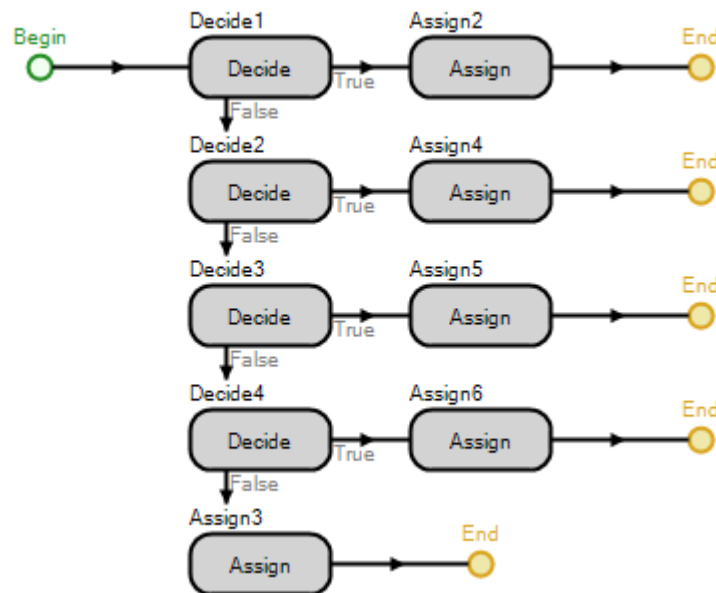 Decide1 Assign2
Begin End
Decide Assign
True
False
Decide2 Assign4
End
Decide Assign
True
False
Decide3 Assign5
End
Decide Assign
True
False
Decide4 Assign6
End
Decide Assign
True
False
Assign3
End
Assign